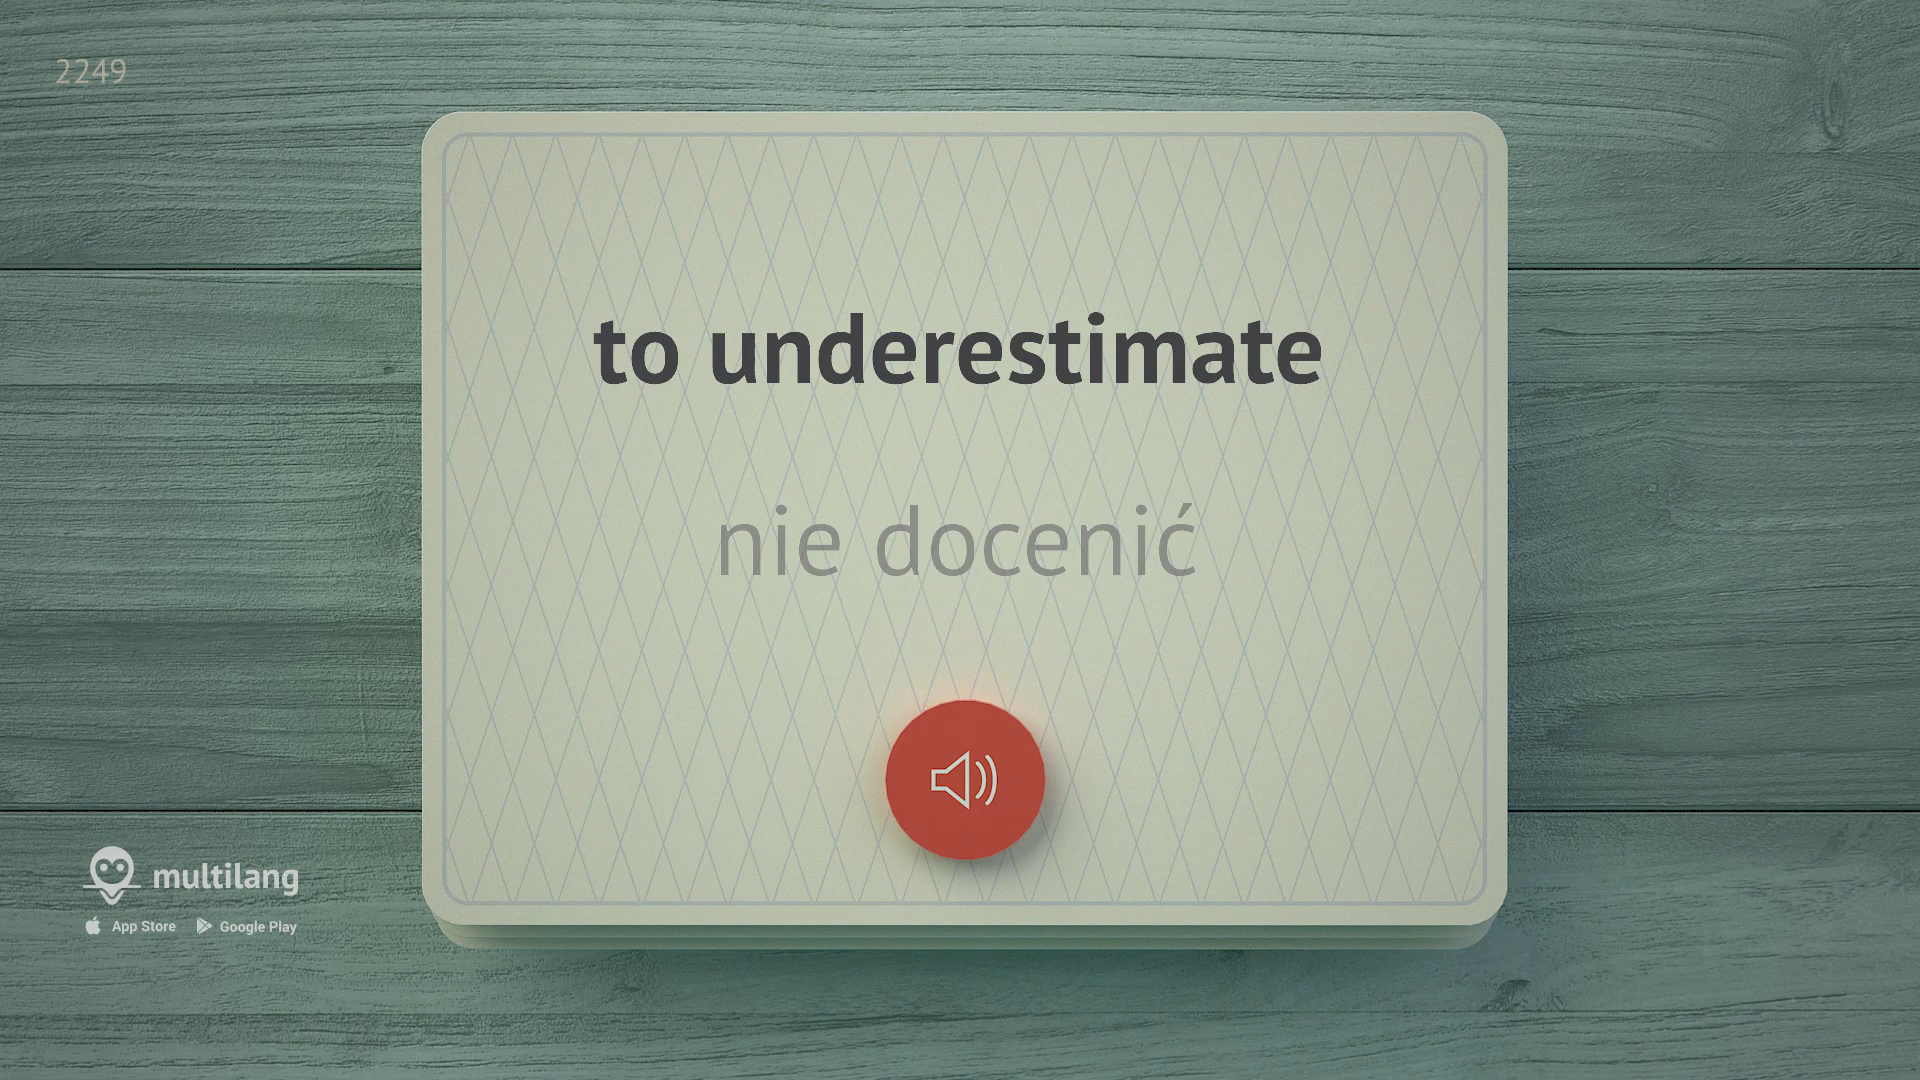 2249
to underestimate
nie docenić
multilang
App Store Google Play